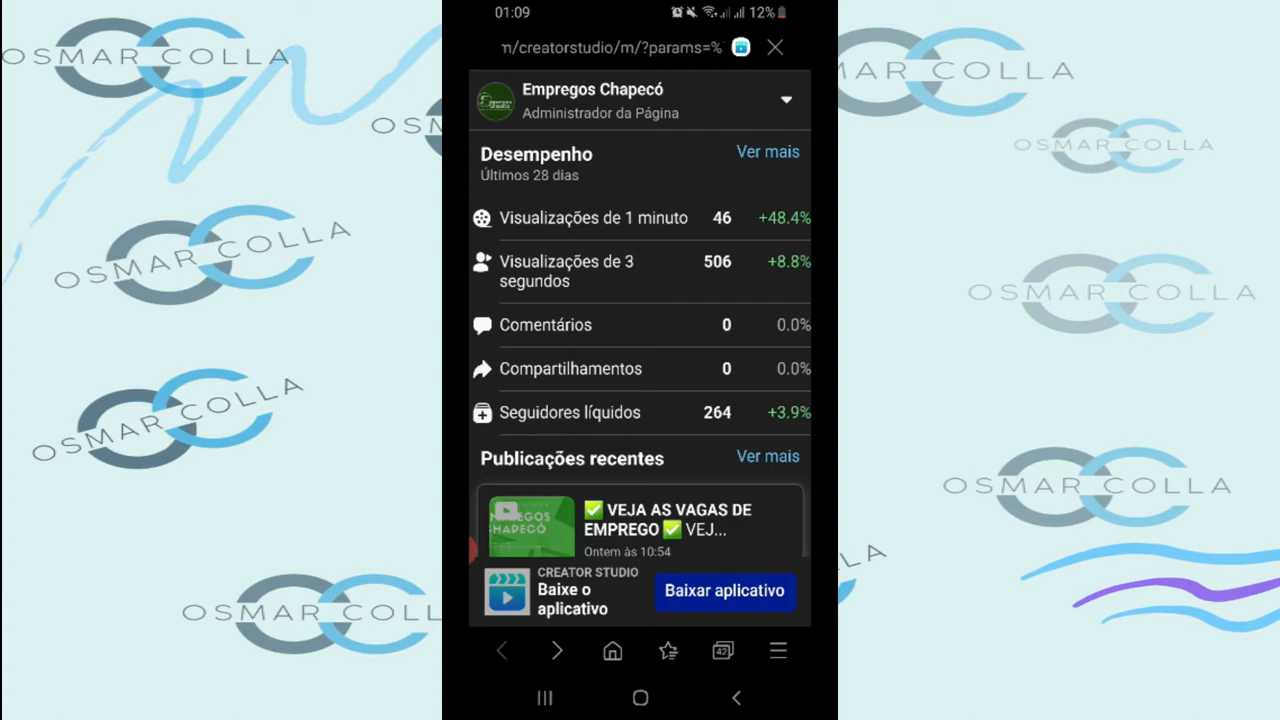 01:09
12%
m/creatorstudio/m/?params=%
Empregos Chapecó
Administrador da Página
Desempenho
Ver mais
Últimos 28 dias
Visualizações de 1 minuto 46 +48.4%
Visualizações de 3 segundos 506 +8.8%
Comentários 0 0.0%
Compartilhamentos 0 0.0%
Seguidores líquidos 264 +3.9%
Publicações recentes
Ver mais
✅ VEJA AS VAGAS DE
EMPREGO ✅ VEJ...
Ontem às 10:54
CREATOR STUDIO
Baixe o
aplicativo
Baixar aplicativo
42
OSMAR COLLA
OSMAR COLLA
OSMAR COLLA
OSMAR COLLA
OSMAR COLLA
OSMAR COLLA
OSMAR COLLA